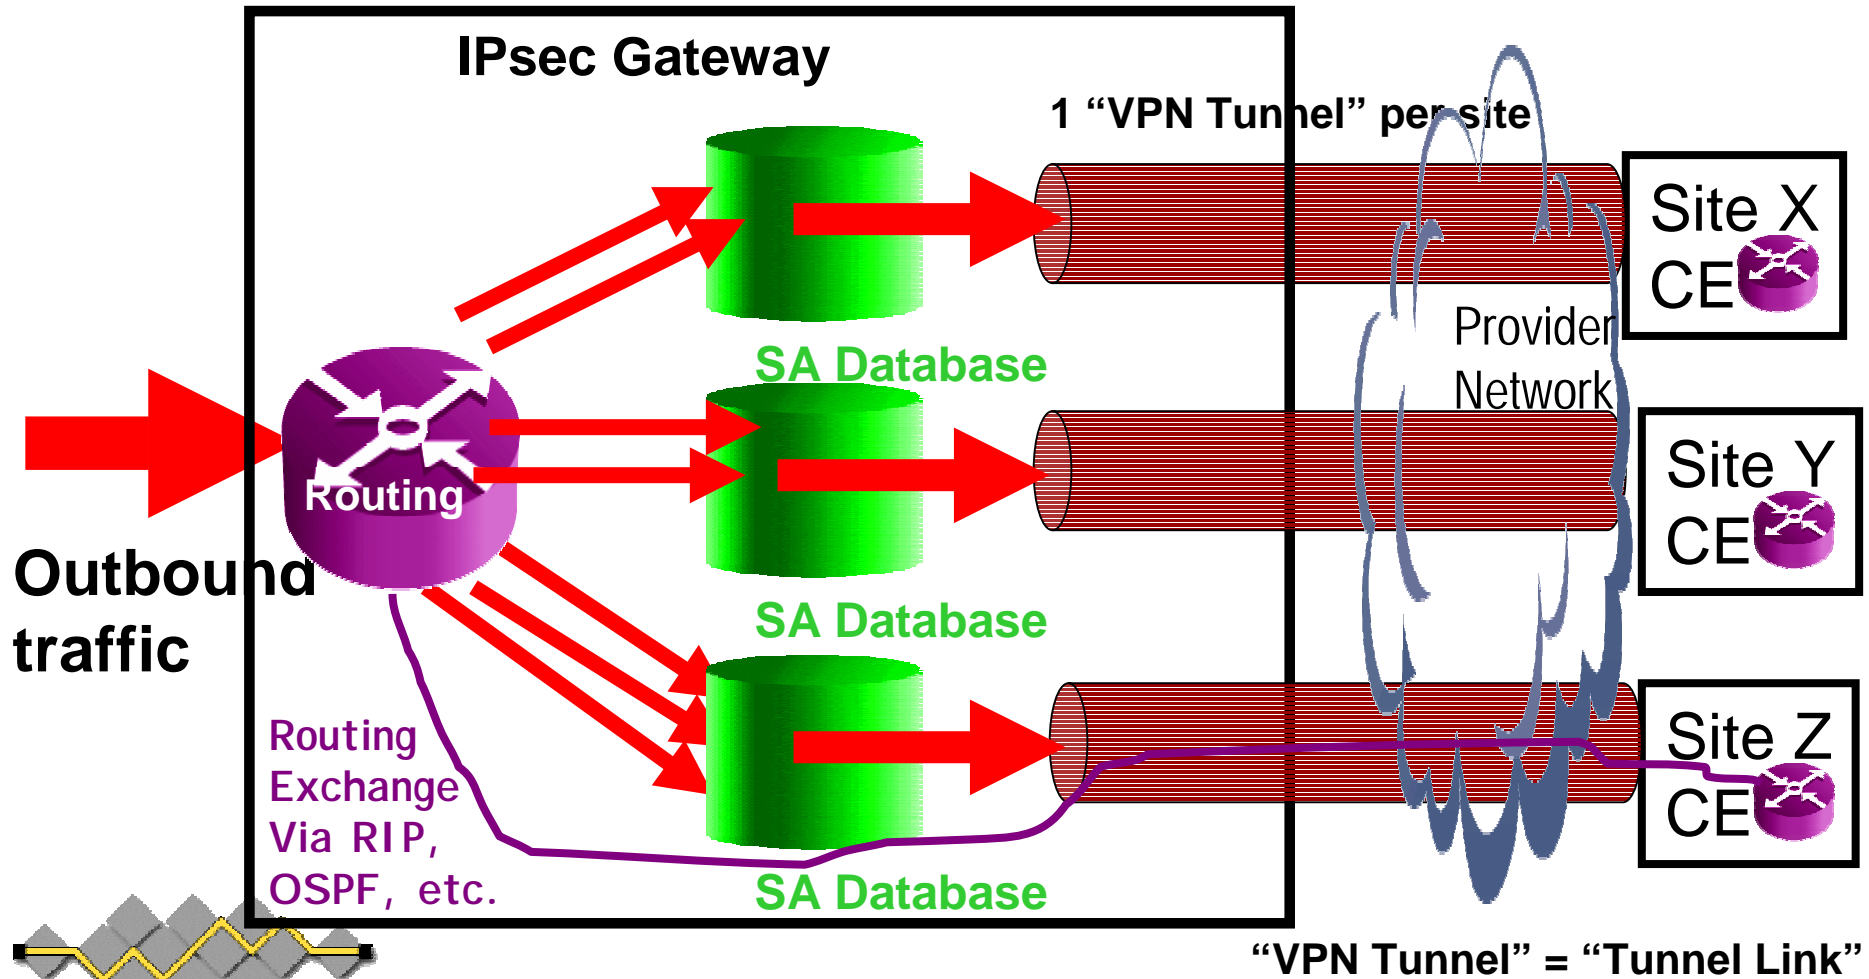 IPsec Gateway
1 “VPN Tunnel” per site
Site X
CE
Provider
Network
SA Database
Site Y
CE
Routing
Outbound
traffic
SA Database
Routing
Exchange
Via RIP,
OSPF, etc.
Site Z
CE
SA Database
“VPN Tunnel” = “Tunnel Link”